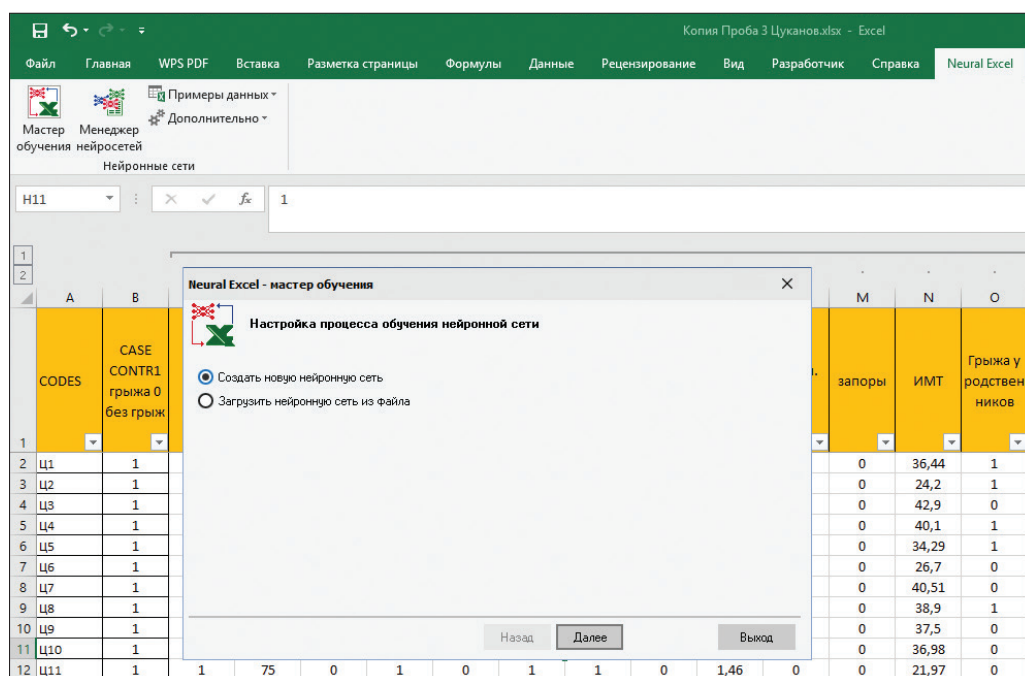 Копия Проба 3 Цуканов.xlsx - Excel
Файл Главная WPS PDF Вставка Разметка страницы Формулы Данные Рецензирование Вид Разработчик Справка Neural Excel
Мастер обучения
Менеджер нейросетей
Примеры данных
Дополнительно
Нейронные сети
H11 fx 1
1
2
A B M N O
Neural Excel - мастер обучения
Настройка процесса обучения нейронной сети
Создать новую нейронную сеть
Загрузить нейронную сеть из файла
Назад Далее Выход
1 CODES
CASE
CONTR1
грыжа 0
без грыж
запоры
ИМТ
Грыжа у
родствен
ников
2 Ц1 1 0 36,44 1
3 Ц2 1 0 24,2 1
4 Ц3 1 0 42,9 0
5 Ц4 1 0 40,1 1
6 Ц5 1 0 34,29 1
7 Ц6 1 0 26,7 0
8 Ц7 1 0 40,51 0
9 Ц8 1 0 38,9 1
10 Ц9 1 0 37,5 0
11 Ц10 1 0 36,98 0
12 Ц11 1 1 75 0 1 0 1 1 0 1,46 0 0 21,97 0